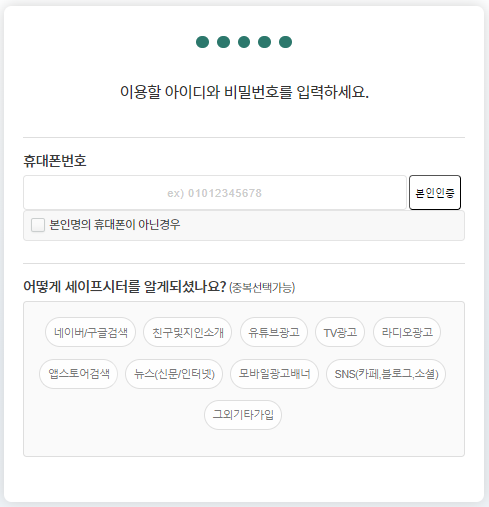 이용할 아이디와 비밀번호를 입력하세요.
휴대폰번호
ex) 01012345678
본인인증
본인명의 휴대폰이 아닌경우
어떻게 세이프시터를 알게되셨나요? (중복선택가능)
네이버/구글검색 친구및지인소개 유튜브광고 TV광고 라디오광고
앱스토어검색 뉴스(신문/인터넷) 모바일광고배너 SNS(카페,블로그,소셜)
그외기타가입